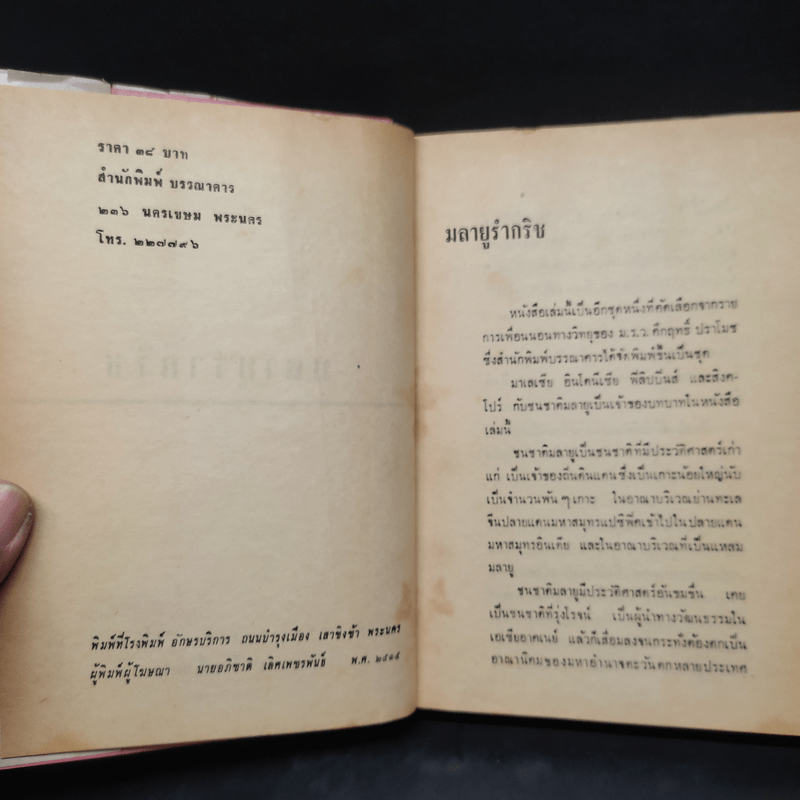 ราคา ๓๘ บาท
สำนักพิมพ์ บรรณาคาร
๒๓๖ นครเขษม พระนคร
โทร. ๒๒๗๗๙๖
พิมพ์ที่โรงพิมพ์ อักษรบริการ ถนนบำรุงเมือง เสาชิงช้า พระนคร
ผู้พิมพ์ผู้โฆษณา นายอภิชาติ เลิศเพชรพันธ์ พ.ศ.
มลายูรำกริช
หนังสือเล่มนี้เป็นอีกชุดหนึ่งที่คัดเลือกจากราย
การเพื่อนนอนทางวิทยุของ ม.ร.ว. คึกฤทธิ์ ปราโมช
ซึ่งสำนักพิมพ์บรรณาคารได้จัดพิมพ์ขึ้นเป็นชุด
มาเลเซีย อินโดนีเซีย ฟิลิปปินส์ และสิงค-
โปร์ กับชนชาติมลายูเป็นเจ้าของบทบาทในหนังสือ
เล่มนี้
ชนชาติมลายูเป็นชนชาติที่มีประวัติศาสตร์เก่า
แก่ เป็นเจ้าของถิ่นดินแดนซึ่งเป็นเกาะน้อยใหญ่นับ
เป็นจำนวนพันๆเกาะ ในอาณาบริเวณย่านทะเล
จีนปลายแดนมหาสมุทรแปซิฟิคเข้าไปในปลายแดน
มหาสมุทรอินเดีย และในอาณาบริเวณที่เป็นแหลม
มลายู
ชนชาติมลายูมีประวัติศาสตร์อันขมขื่น เคย
เป็นชนชาติที่รุ่งโรจน์ เป็นผู้นำทางวัฒนธรรมใน
เอเซียอาคเนย์ แล้วก็เสื่อมลงจนกระทั่งต้องตกเป็น
อาณานิคมของมหาอำนาจตะวันตกหลายประเทศ